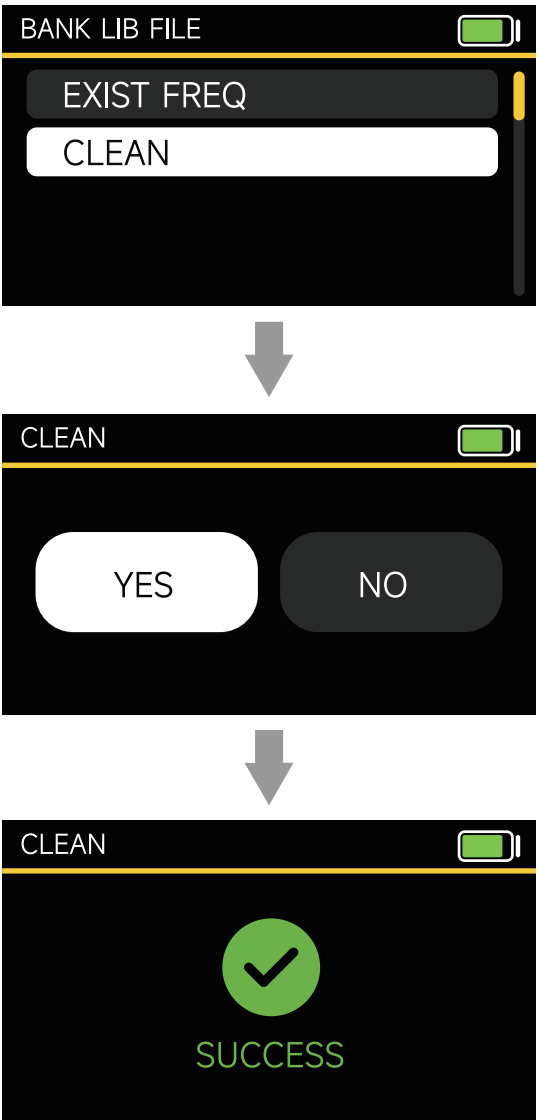 BANK LIB FILE
EXIST FREQ
CLEAN
CLEAN
YES NO
CLEAN
SUCCESS